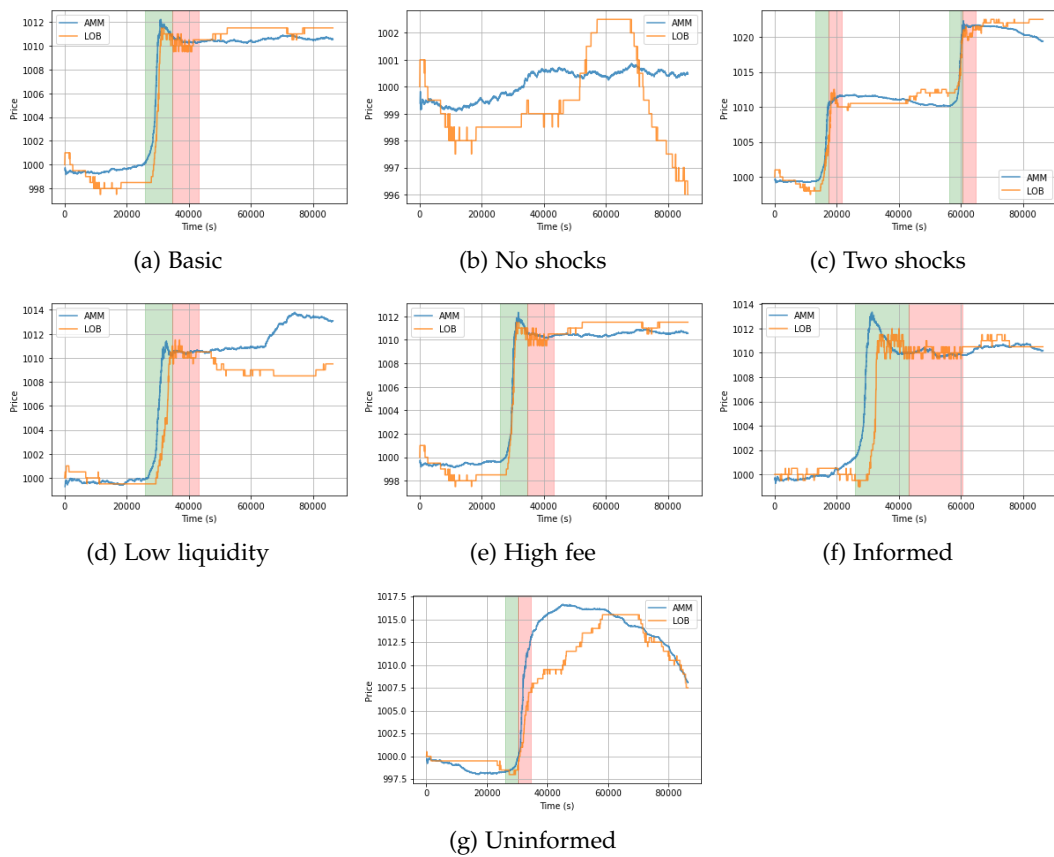 AMM
LOB
1012
1010
1008
1006
1004
1002
1000
998
Price
0 20000 40000 60000 80000
Time (s)
(a) Basic
AMM
LOB
1002
1001
1000
999
998
997
996
Price
0 20000 40000 60000 80000
Time (s)
(b) No shocks
AMM
LOB
1020
1015
1010
1005
1000
Price
0 20000 40000 60000 80000
Time (s)
(c) Two shocks
AMM
LOB
1014
1012
1010
1008
1006
1004
1002
1000
Price
0 20000 40000 60000 80000
Time (s)
(d) Low liquidity
AMM
LOB
1012
1010
1008
1006
1004
1002
1000
998
Price
0 20000 40000 60000 80000
Time (s)
(e) High fee
AMM
LOB
1014
1012
1010
1008
1006
1004
1002
1000
Price
0 20000 40000 60000 80000
Time (s)
(f) Informed
AMM
LOB
1017.5
1015.0
1012.5
1010.0
1007.5
1005.0
1002.5
1000.0
997.5
Price
0 20000 40000 60000 80000
Time (s)
(g) Uninformed